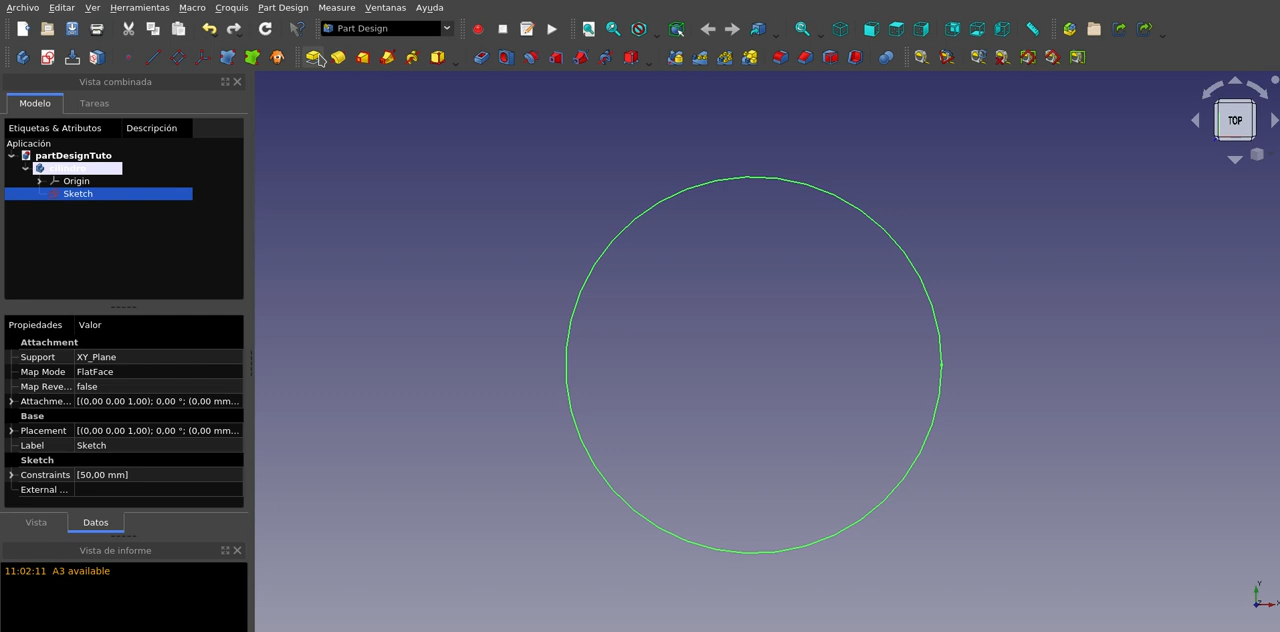 Archivo Editar Ver Herramientas Macro Croquis Part Design Measure Ventanas Ayuda
Part Design
Vista combinada
Modelo Tareas
Etiquetas & Atributos Descripción
Aplicación
partDesignTuto
Origin
Sketch
TOP
Propiedades Valor
Attachment
Support XY_Plane
Map Mode FlatFace
Map Reve... false
Attachme... [(0,00 0,00 1,00); 0,00 °; (0,00 mm...
Base
Placement [(0,00 0,00 1,00); 0,00 °; (0,00 mm...
Label Sketch
Sketch
Constraints [50,00 mm]
External ...
Vista Datos
Vista de informe
11:02:11 A3 available
Y